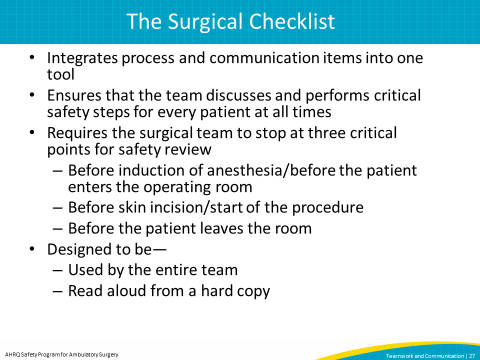 The Surgical Checklist
• Integrates process and communication items into one
tool
• Ensures that the team discusses and performs critical
safety steps for every patient at all times
• Requires the surgical team to stop at three critical
points for safety review
– Before induction of anesthesia/before the patient
enters the operating room
– Before skin incision/start of the procedure
– Before the patient leaves the room
• Designed to be—
– Used by the entire team
– Read aloud from a hard copy
AHRQ Safety Program for Ambulatory Surgery
Teamwork and Communication | 27